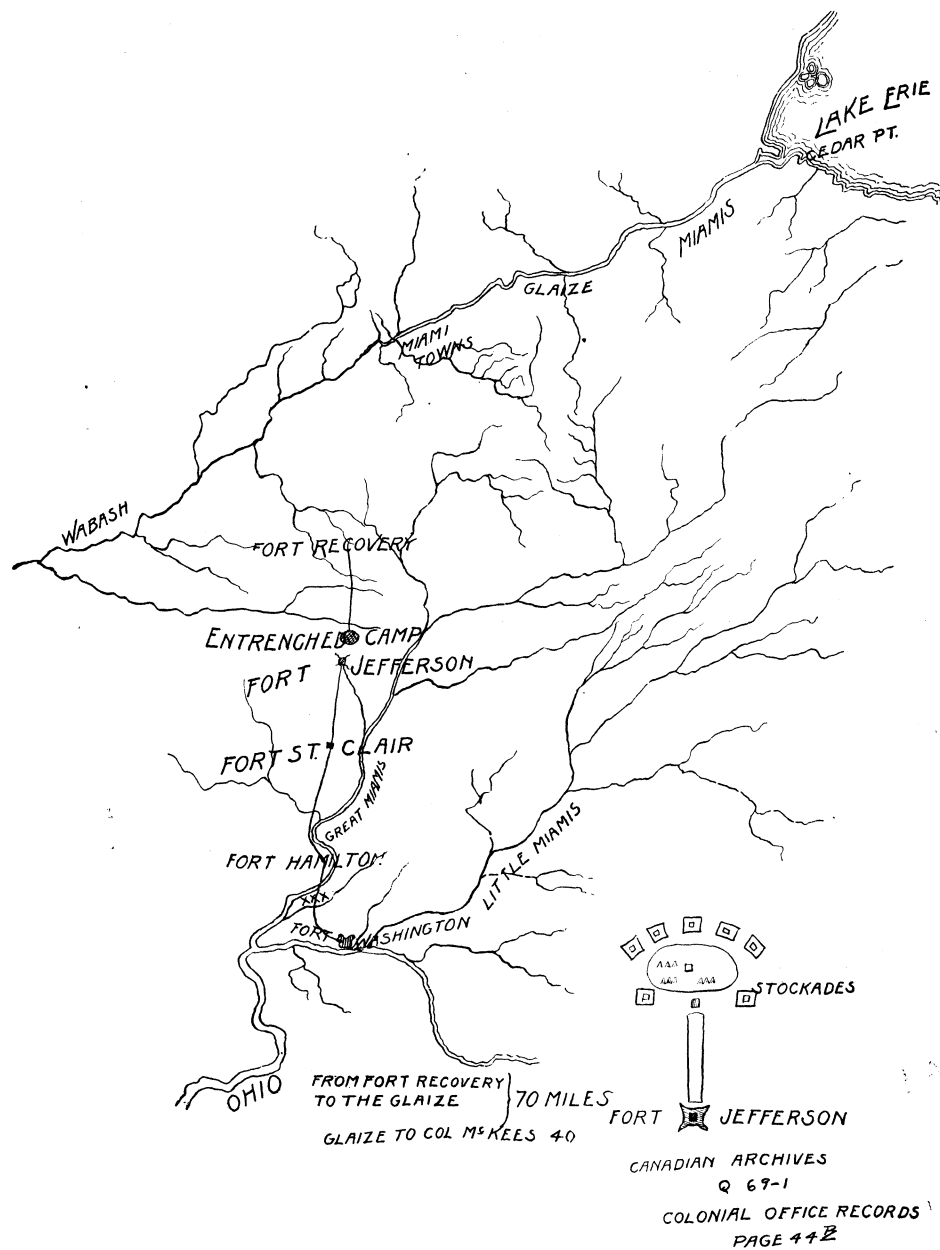 LAKE ERIE
CEDAR PT.
MIAMIS
GLAIZE
MIAMI
TOWNS
WABASH
FORT RECOVERY
ENTRENCHED CAMP
FORT JEFFERSON
FORT ST. CLAIR
GREAT MIAMIS
FORT HAMILTON
XXX
LITTLE MIAMIS
FORT WASHINGTON
STOCKADES
OHIO
FROM FORT RECOVERY
TO THE GLAIZE
70 MILES
GLAIZE TO COL McKEES 40
FORT JEFFERSON
CANADIAN ARCHIVES
Q 69-1
COLONIAL OFFICE RECORDS
PAGE 44